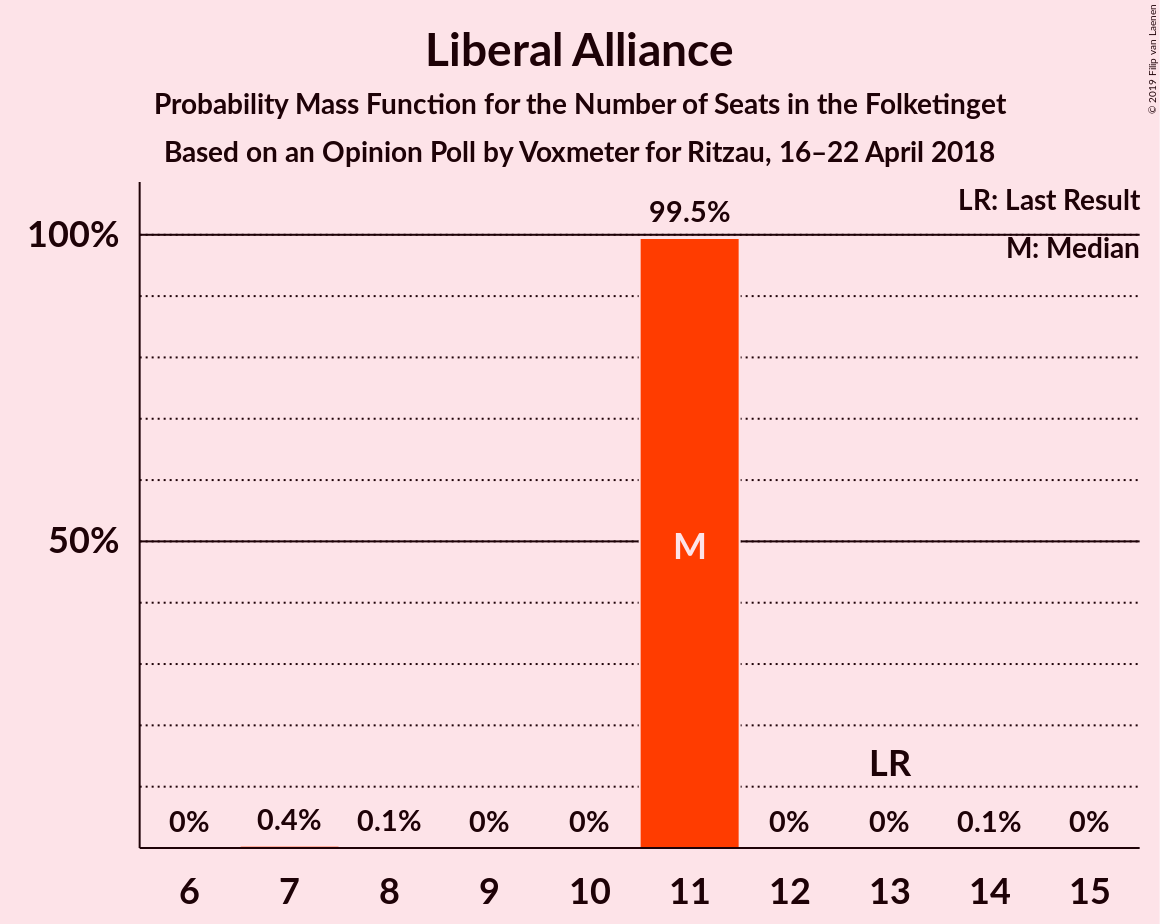 Liberal Alliance
Probability Mass Function for the Number of Seats in the Folketinget
Based on an Opinion Poll by Voxmeter for Ritzau, 16–22 April 2018
© 2019 Filip van Laenen
LR: Last Result
M: Median
100%
50%
99.5%
M
LR
0% 0.4% 0.1% 0% 0% 0% 0% 0.1% 0%
6 7 8 9 10 11 12 13 14 15